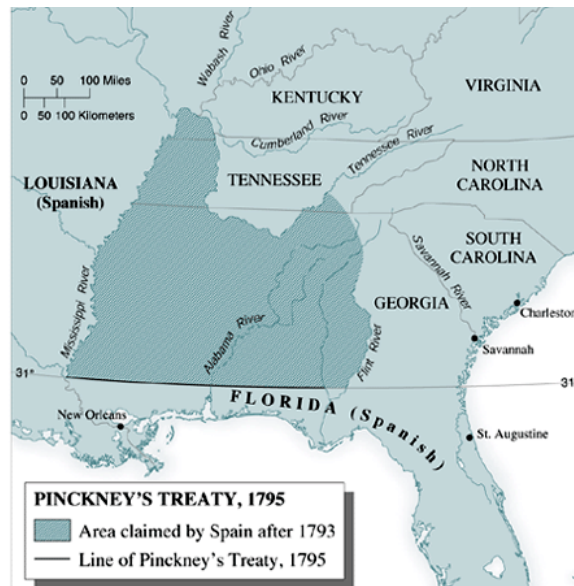 0 50 100 Miles
0 50 100 Kilometers
Wabash River
Ohio River
KENTUCKY
VIRGINIA
Cumberland River
Tennessee River
LOUISIANA
(Spanish)
TENNESSEE
NORTH
CAROLINA
SOUTH
CAROLINA
Savannah River
Mississippi River
Alabama River
GEORGIA
Flint River
Charleston
Savannah
31°
31
FLORIDA (Spanish)
New Orleans
St. Augustine
PINCKNEY'S TREATY, 1795
Area claimed by Spain after 1793
Line of Pinckney's Treaty, 1795